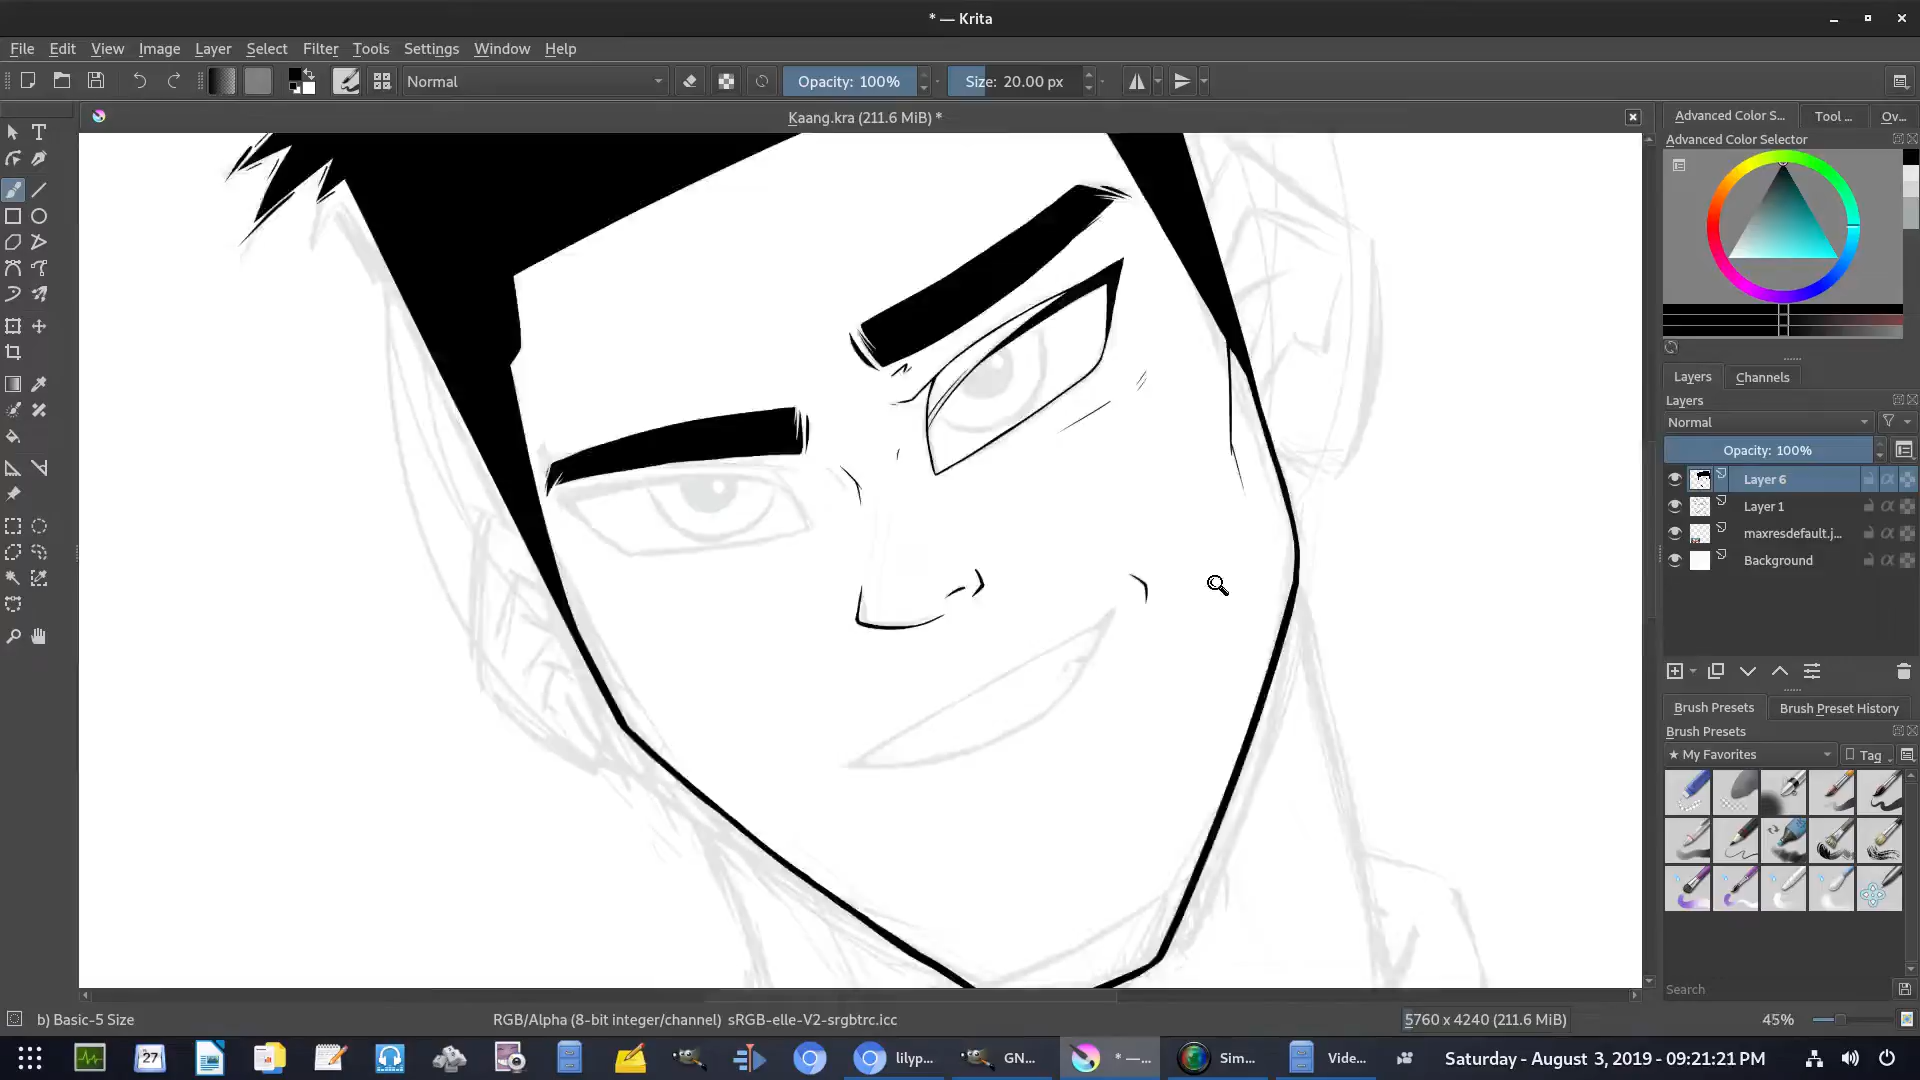 * — Krita
File Edit View Image Layer Select Filter Tools Settings Window Help
Normal Opacity: 100% Size: 20.00 px
Kaang.kra (211.6 MiB) *
Advanced Color S... Tool ... Ov...
Advanced Color Selector
Layers Channels
Layers
Normal
Opacity: 100%
Layer 6
Layer 1
maxresdefault.j...
Background
Brush Presets Brush Preset History
Brush Presets
★ My Favorites Tag
Search
b) Basic-5 Size RGB/Alpha (8-bit integer/channel) sRGB-elle-V2-srgbtrc.icc 5760 x 4240 (211.6 MiB) 45%
27 lilyp... GN... * —... Sim... Vide... Saturday - August 3, 2019 - 09:21:21 PM